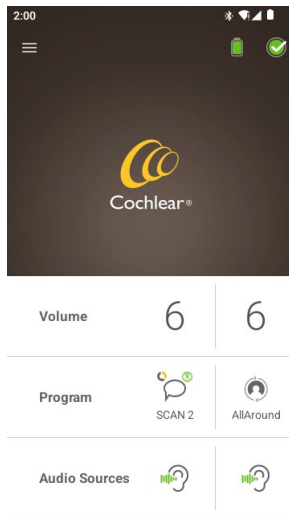 2:00
Cochlear®
Volume 6 6
Program SCAN 2 AllAround
Audio Sources